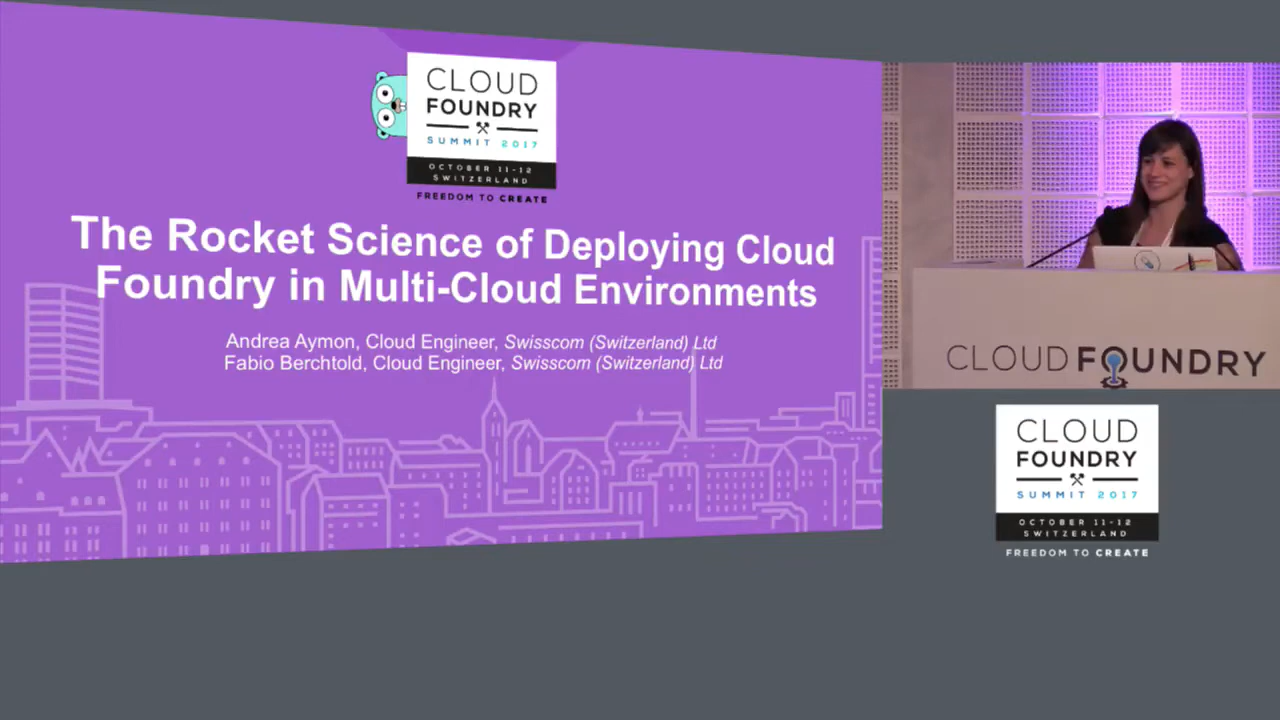 CLOUD
FOUNDRY
SUMMIT 2017
OCTOBER 11-12
SWITZERLAND
FREEDOM TO CREATE
The Rocket Science of Deploying Cloud
Foundry in Multi-Cloud Environments
Andrea Aymon, Cloud Engineer, Swisscom (Switzerland) Ltd
Fabio Berchtold, Cloud Engineer, Swisscom (Switzerland) Ltd
CLOUD FOUNDRY
CLOUD
FOUNDRY
SUMMIT 2017
OCTOBER 11-12
SWITZERLAND
FREEDOM TO CREATE